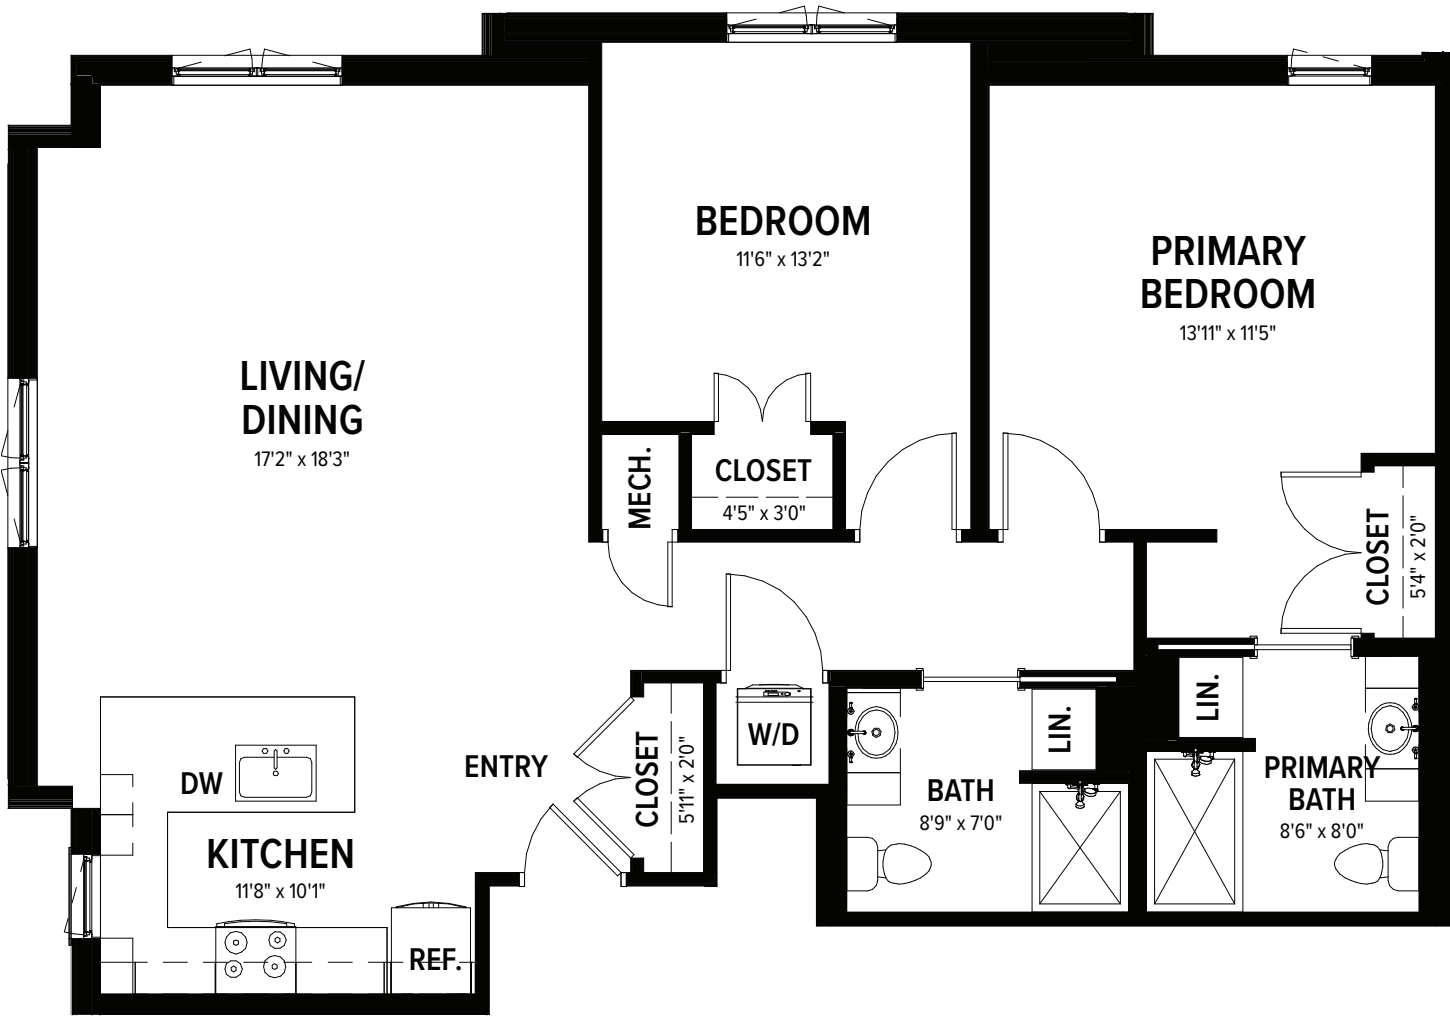 BEDROOM
11'6" x 13'2"
PRIMARY
BEDROOM
13'11" x 11'5"
LIVING/
DINING
17'2" x 18'3"
MECH.
CLOSET
4'5" x 3'0"
CLOSET
5'4" x 2'0"
LIN.
LIN.
W/D
ENTRY
CLOSET
5'11" x 2'0"
DW
KITCHEN
11'8" x 10'1"
REF.
BATH
8'9" x 7'0"
PRIMARY
BATH
8'6" x 8'0"